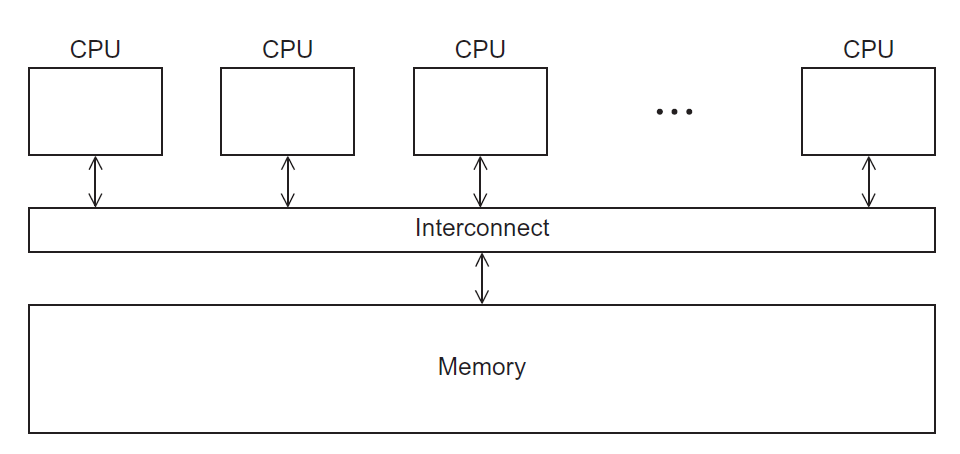 CPU CPU CPU CPU
...
Interconnect
Memory